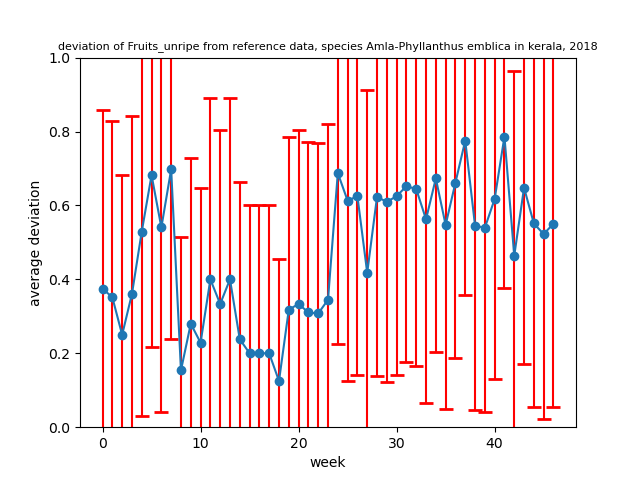 deviation of Fruits_unripe from reference data, species Amla-Phyllanthus emblica in kerala, 2018
1.0
0.8
0.6
0.4
0.2
0.0
average deviation
0 10 20 30 40
week